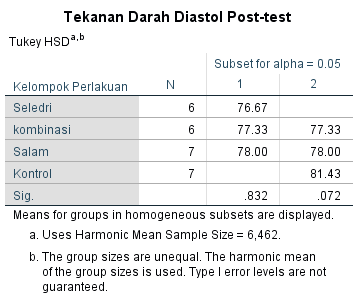 Tekanan Darah Diastol Post-test
Tukey HSDa,b
Subset for alpha = 0.05
Kelompok Perlakuan N 1 2
Seledri 6 76.67
kombinasi 6 77.33 77.33
Salam 7 78.00 78.00
Kontrol 7 81.43
Sig. .832 .072
Means for groups in homogeneous subsets are displayed.
a. Uses Harmonic Mean Sample Size = 6,462.
b. The group sizes are unequal. The harmonic mean
of the group sizes is used. Type I error levels are not
guaranteed.